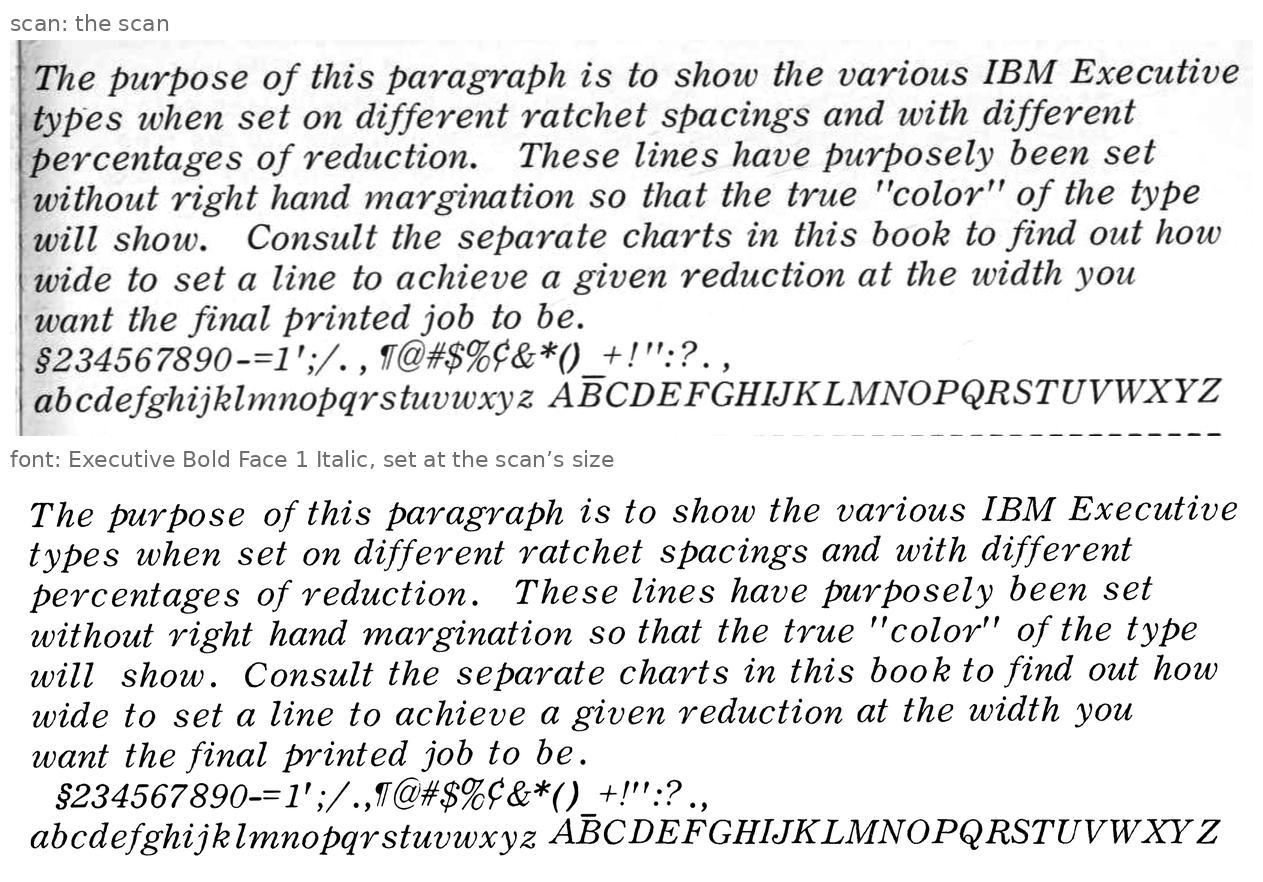 scan: the scan
The purpose of this paragraph is to show the various IBM Executive
types when set on different ratchet spacings and with different
percentages of reduction. These lines have purposely been set
without right hand margination so that the true "color" of the type
will show. Consult the separate charts in this book to find out how
wide to set a line to achieve a given reduction at the width you
want the final printed job to be.
§234567890-=1';/., ¶@#$%¢&*()_+!":?.,
abcdefghijklmnopqrstuvwxyz ABCDEFGHIJKLMNOPQRSTUVWXYZ
font: Executive Bold Face 1 Italic, set at the scan’s size
The purpose of this paragraph is to show the various IBM Executive
types when set on different ratchet spacings and with different
percentages of reduction. These lines have purposely been set
without right hand margination so that the true "color" of the type
will show. Consult the separate charts in this book to find out how
wide to set a line to achieve a given reduction at the width you
want the final printed job to be.
§234567890-=1';/.,¶@#$%¢&*()_+!":?.,
abcdefghijklmnopqrstuvwxyz ABCDEFGHIJKLMNOPQRSTUVWXYZ